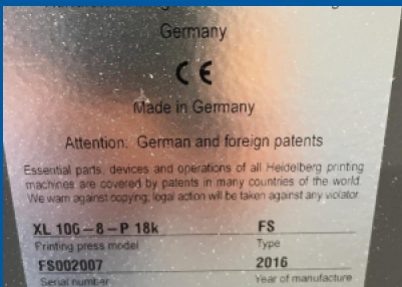 Germany
CE
Made in Germany
Attention: German and foreign patents
Essential parts, devices and operations of all Heidelberg printing
machines are covered by patents in many countries of the world.
We warn against copying; legal action will be taken against any violator.
XL 106-8-P 18k FS
Printing press model Type
FS002007 2016
Serial number Year of manufacture